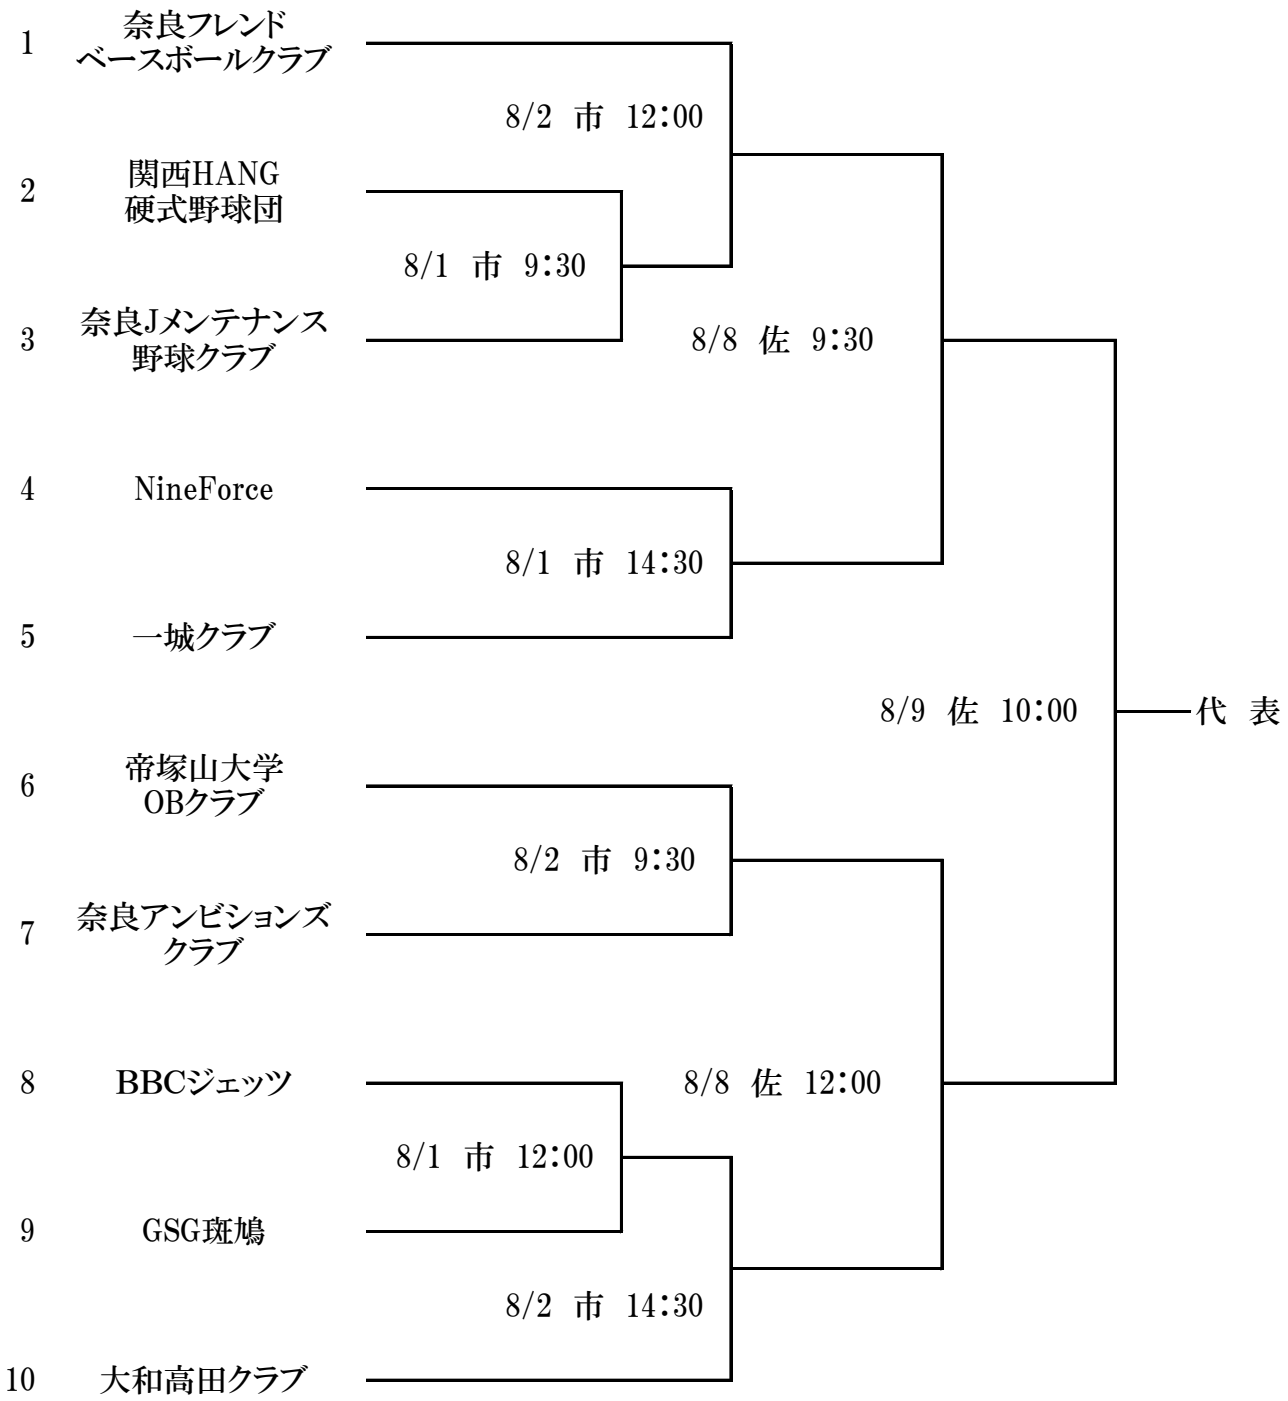 1
奈良フレンド
ベースボールクラブ
8/2 市 12:00
2
関西HANG
硬式野球団
8/1 市 9:30
3
奈良Jメンテナンス
野球クラブ
8/8 佐 9:30
4
NineForce
8/1 市 14:30
5
一城クラブ
8/9 佐 10:00
代 表
6
帝塚山大学
OBクラブ
8/2 市 9:30
7
奈良アンビションズ
クラブ
8
BBCジェッツ
8/8 佐 12:00
8/1 市 12:00
9
GSG斑鳩
8/2 市 14:30
10
大和高田クラブ